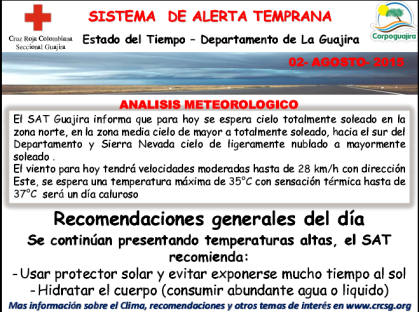 SISTEMA DE ALERTA TEMPRANA
Cruz Roja Colombiana
Seccional Guajira
Estado del Tiempo – Departamento de La Guajira
Corpoguajira
02- AGOSTO- 2015
ANALISIS METEOROLOGICO
El SAT Guajira informa que para hoy se espera cielo totalmente soleado en la
zona norte, en la zona media cielo de mayor a totalmente soleado, hacia el sur del
Departamento y Sierra Nevada cielo de ligeramente nublado a mayormente
soleado .
El viento para hoy tendrá velocidades moderadas hasta de 28 km/h con dirección
Este, se espera una temperatura máxima de 35°C con sensación térmica hasta de
37°C será un día caluroso
Recomendaciones generales del día
Se continúan presentando temperaturas altas, el SAT
recomienda:
- Usar protector solar y evitar exponerse mucho tiempo al sol
- Hidratar el cuerpo (consumir abundante agua o liquido)
Mas información sobre el Clima, recomendaciones y otros temas de interés en www.crcsg.org